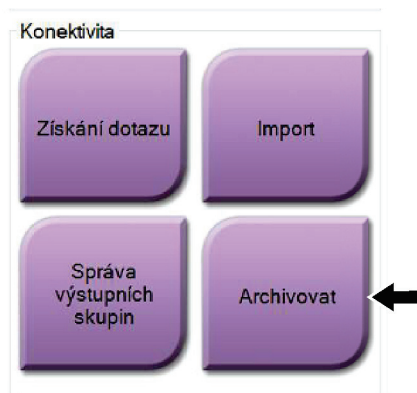 Konektivita
Získání dotazu
Import
Správa
výstupních
skupin
Archivovat